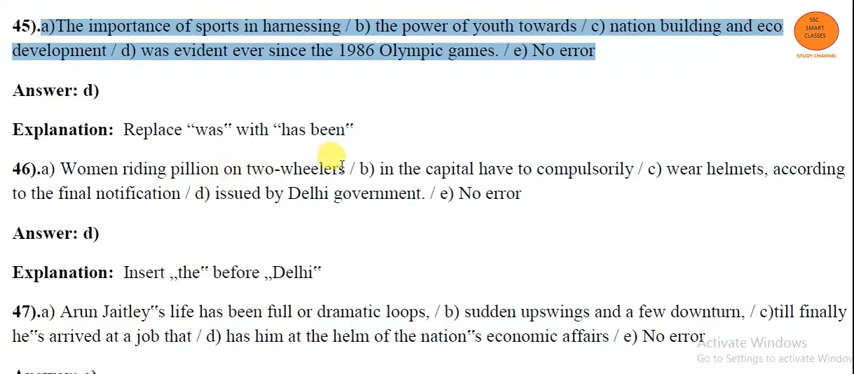 45).a)The importance of sports in harnessing / b) the power of youth towards / c) nation building and eco
development / d) was evident ever since the 1986 Olympic games. / e) No error
SSC
SMART
CLASSES
STUDY CHANNEL
Answer: d)
Explanation: Replace “was‟ with “has been‟
46).a) Women riding pillion on two-wheelers / b) in the capital have to compulsorily / c) wear helmets, according
to the final notification / d) issued by Delhi government. / e) No error
Answer: d)
Explanation: Insert „the‟ before „Delhi‟
47).a) Arun Jaitley‟s life has been full or dramatic loops, / b) sudden upswings and a few downturn, / c)till finally
he‟s arrived at a job that / d) has him at the helm of the nation‟s economic affairs / e) No error
Activate Windows
Go to Settings to activate Window